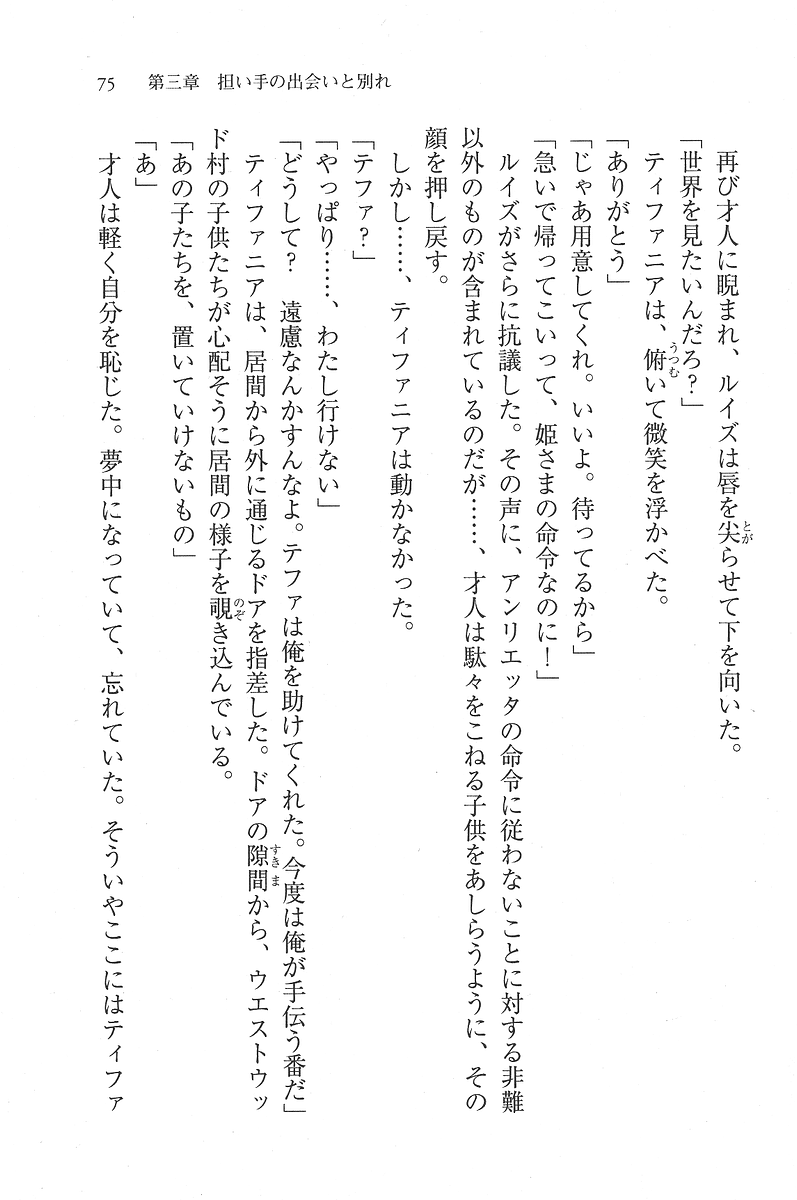 75 第三章 担い手の出会いと別れ
再び才人に睨まれ、ルイズは唇を尖らせて下を向いた。
「世界を見たいんだろ?」
ティファニアは、俯いて微笑を浮かべた。
「ありがとう」
「じゃあ用意してくれ。いいよ。待ってるから」
「急いで帰ってこいって、姫さまの命令なのに!」
ルイズがさらに抗議した。その声に、アンリエッタの命令に従わないことに対する非難
以外のものが含まれているのだが……、才人は駄々をこねる子供をあしらうように、その
顔を押し戻す。
しかし……、ティファニアは動かなかった。
「テファ?」
「やっぱり……、わたし行けない」
「どうして? 遠慮なんかすんなよ。テファは俺を助けてくれた。今度は俺が手伝う番だ」
ティファニアは、居間から外に通じるドアを指差した。ドアの隙間から、ウエストウッ
ド村の子供たちが心配そうに居間の様子を覗き込んでいる。
「あの子たちを、置いていけないもの」
「あ」
才人は軽く自分を恥じた。夢中になっていて、忘れていた。そういやここにはティファ